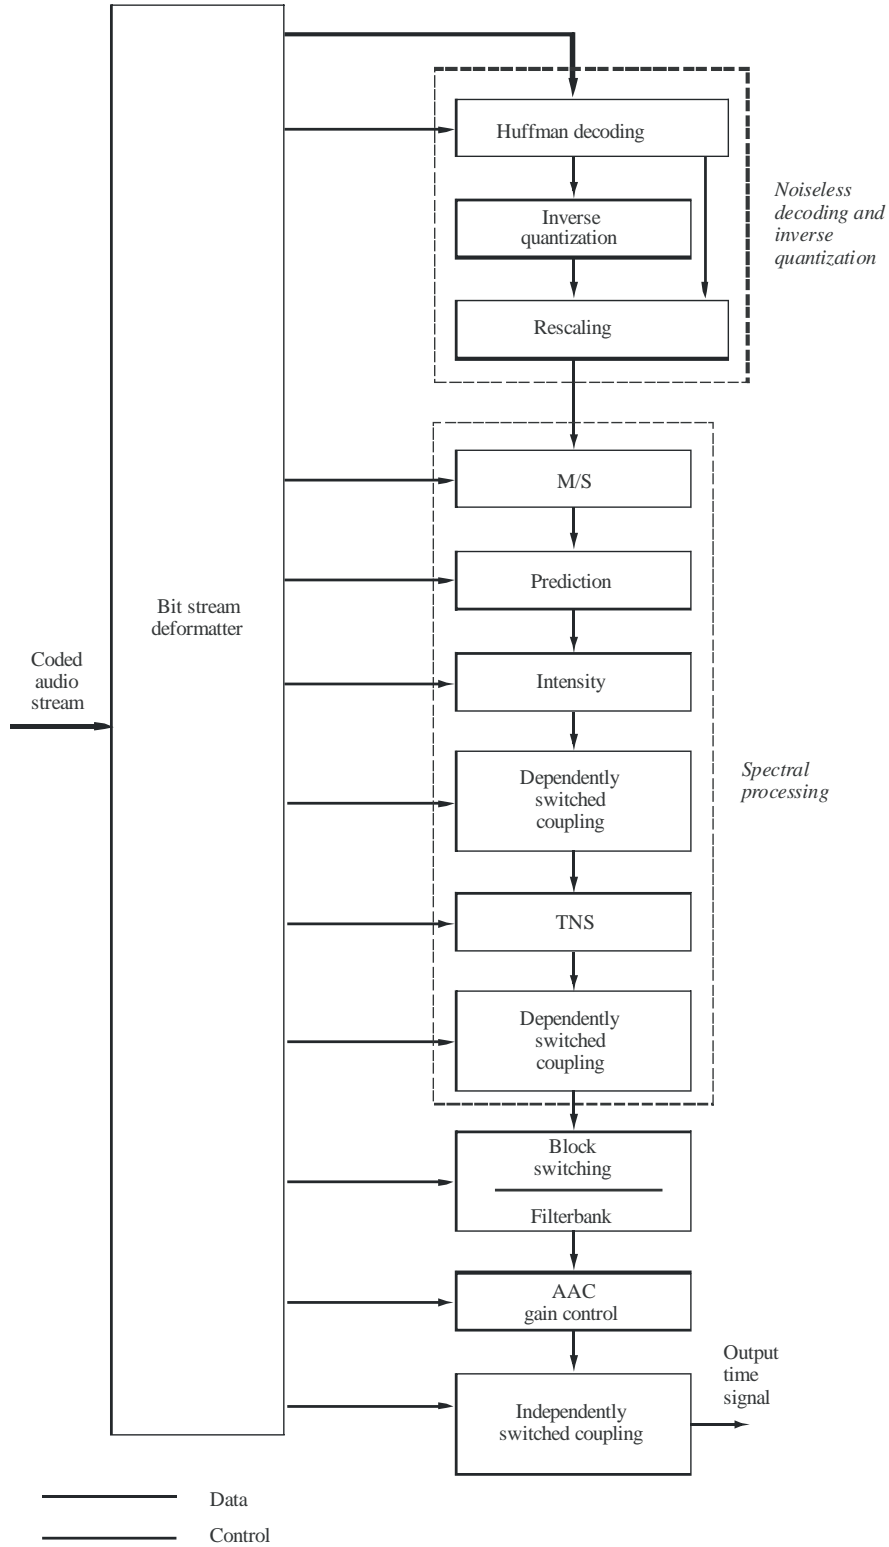 Huffman decoding
Noiseless
decoding and
inverse
quantization
Inverse
quantization
Rescaling
M/S
Prediction
Bit stream
deformatter
Coded
audio
stream
Intensity
Dependently
switched
coupling
Spectral
processing
TNS
Dependently
switched
coupling
Block
switching
Filterbank
AAC
gain control
Output
time
signal
Independently
switched coupling
Data
Control